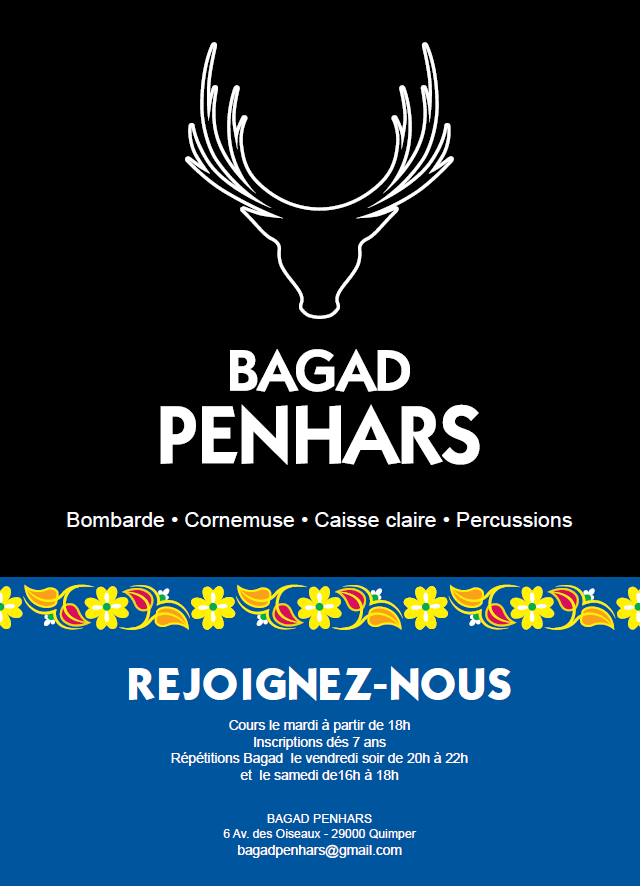 BAGAD
PENHARS
Bombarde • Cornemuse • Caisse claire • Percussions
REJOIGNEZ-NOUS
Cours le mardi à partir de 18h
Inscriptions dés 7 ans
Répétitions Bagad  le vendredi soir de 20h à 22h
et  le samedi de16h à 18h
BAGAD PENHARS
6 Av. des Oiseaux - 29000 Quimper
bagadpenhars@gmail.com